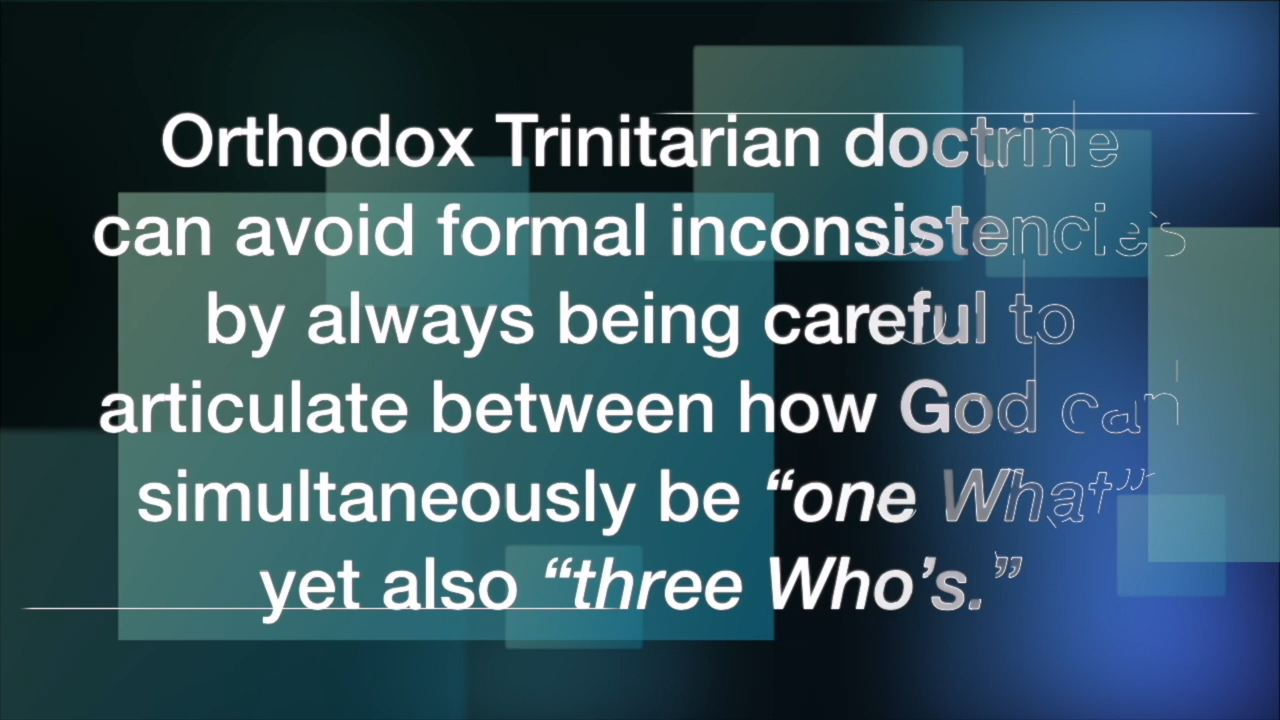 Orthodox Trinitarian doctrine
can avoid formal inconsistencies
by always being careful to
articulate between how God can
simultaneously be “one What”
yet also “three Who’s.”